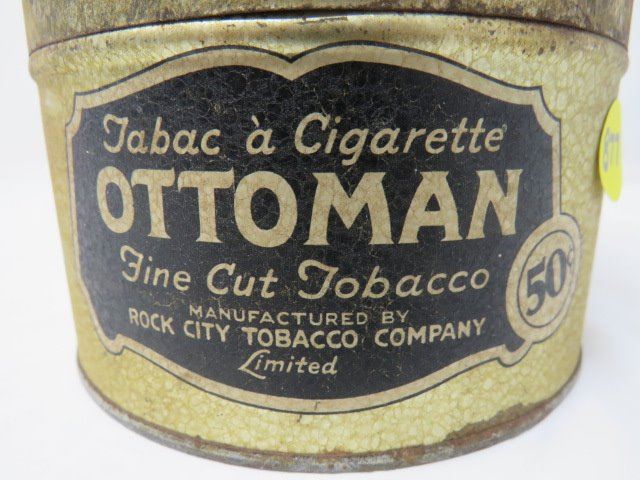 Tabac à Cigarette
OTTOMAN
Fine Cut Tobacco
50¢
MANUFACTURED BY
ROCK CITY TOBACCO COMPANY
Limited